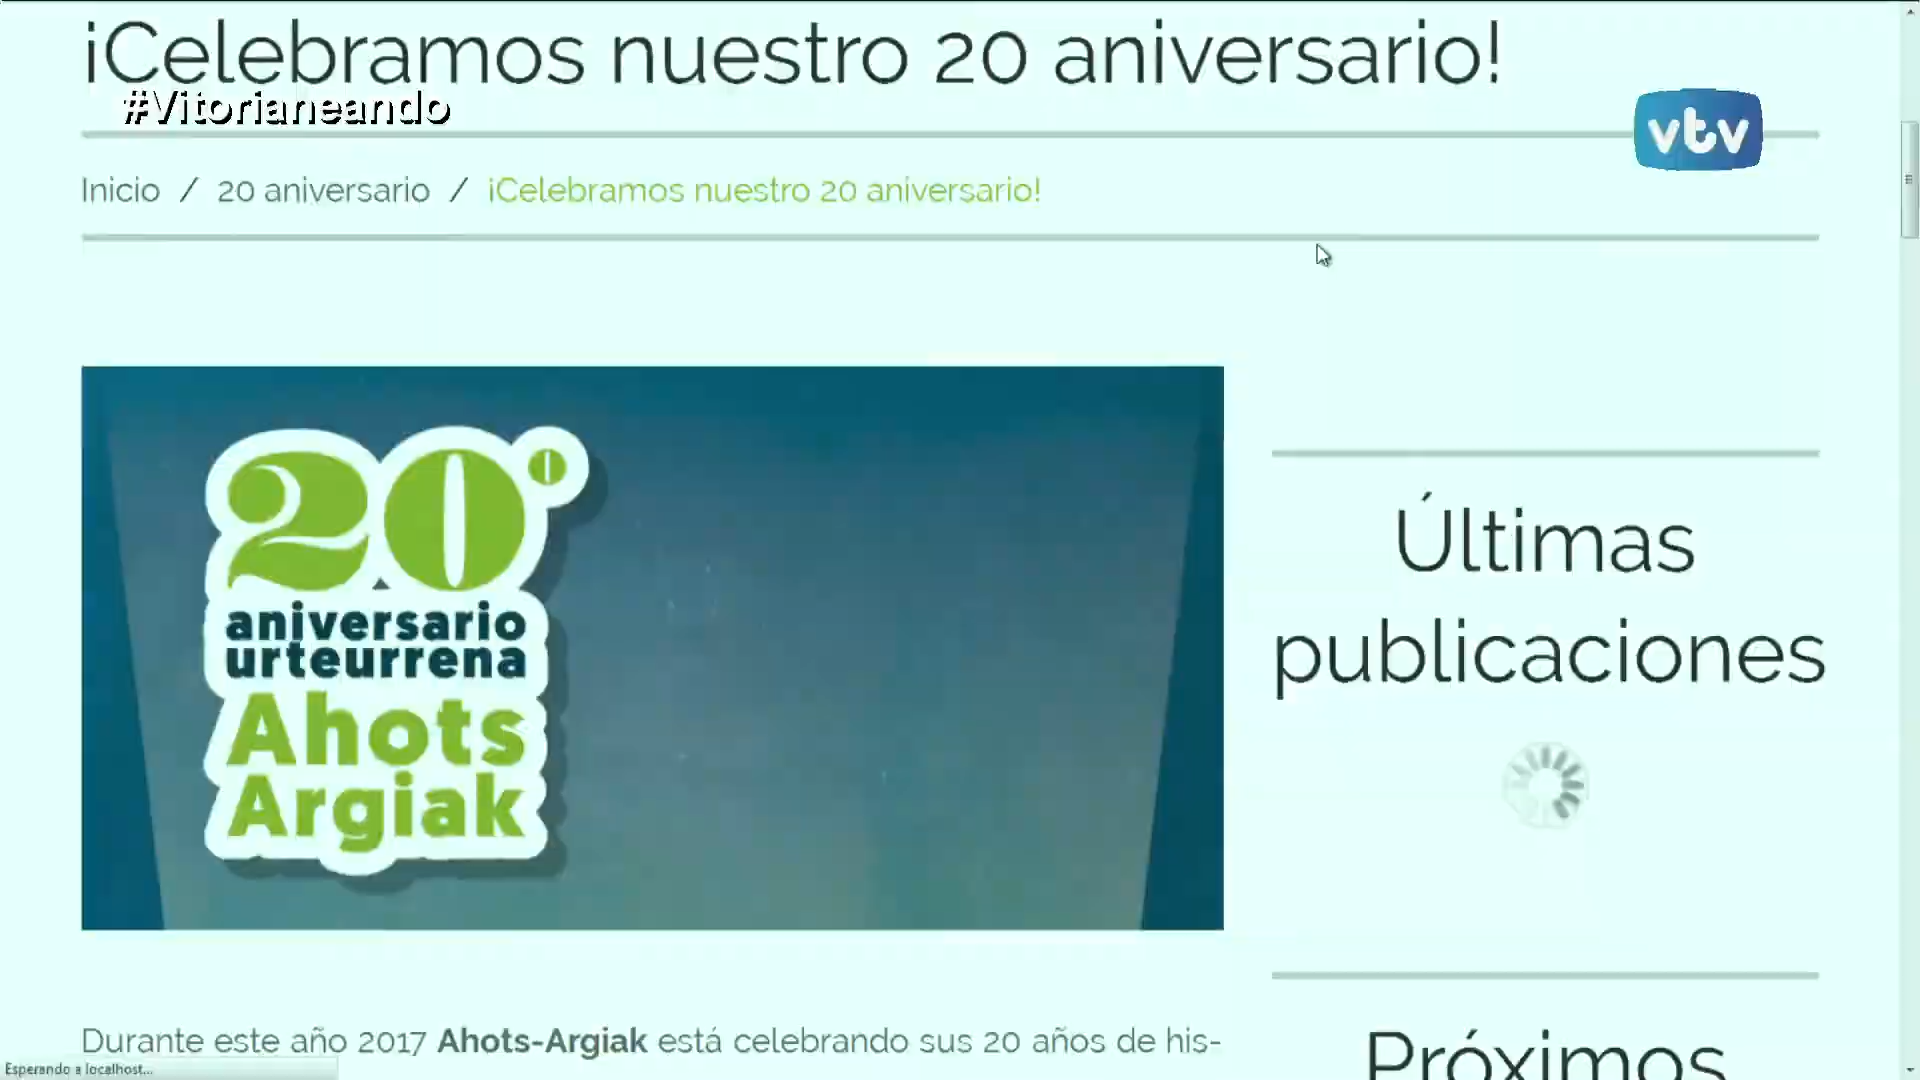 ¡Celebramos nuestro 20 aniversario!
#Vitorianeando
vtv
Inicio / 20 aniversario / ¡Celebramos nuestro 20 aniversario!
20º
aniversario
urteurrena
Ahots
Argiak
Últimas
publicaciones
Durante este año 2017 Ahots-Argiak está celebrando sus 20 años de his-
Próximos
Esperando a localhost...